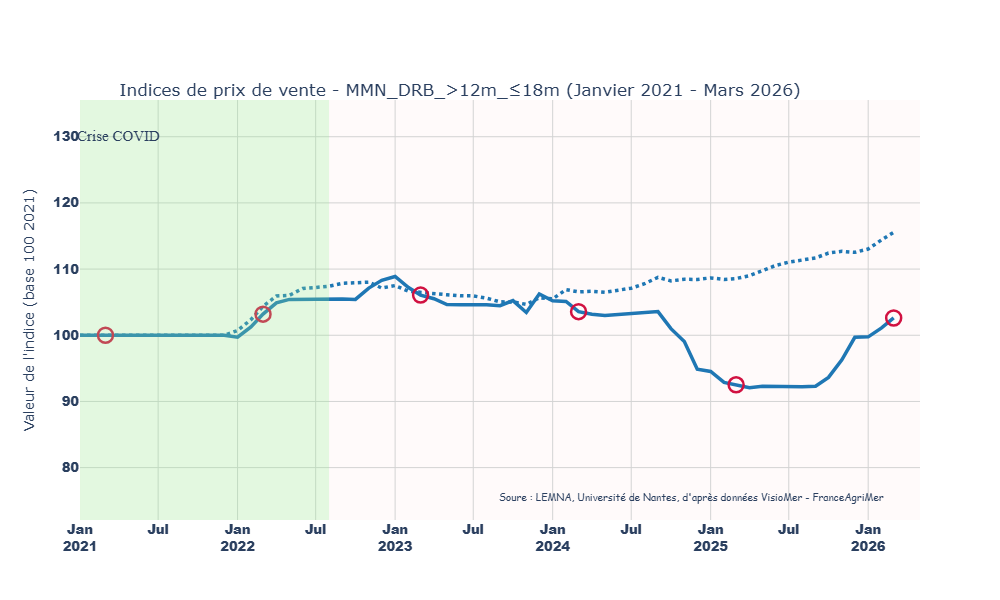 Indices de prix de vente - MMN_DRB_>12m_≤18m (Janvier 2021 - Mars 2026)
Valeur de l'indice (base 100 2021)
130
Crise COVID
120
110
100
90
80
Soure : LEMNA, Université de Nantes, d'après données VisioMer - FranceAgriMer
Jan Jul Jan Jul Jan Jul Jan Jul Jan Jul Jan
2021 2022 2023 2024 2025 2026